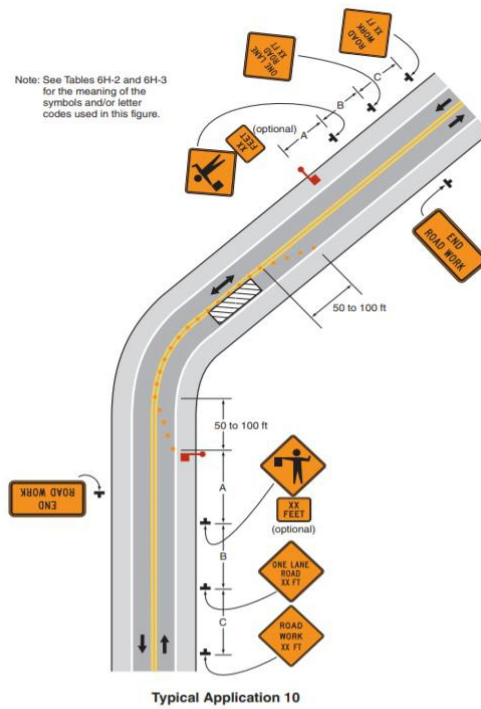 Note: See Tables 6H-2 and 6H-3
for the meaning of the
symbols and/or letter
codes used in this figure.
ROAD
WORK
XX FT
ONE LANE
ROAD
XX FT
C
B
A
(optional)
XX
FEET
END
ROAD WORK
50 to 100 ft
50 to 100 ft
END
ROAD WORK
A
XX
FEET
(optional)
B
ONE LANE
ROAD
XX FT
C
ROAD
WORK
XX FT
Typical Application 10